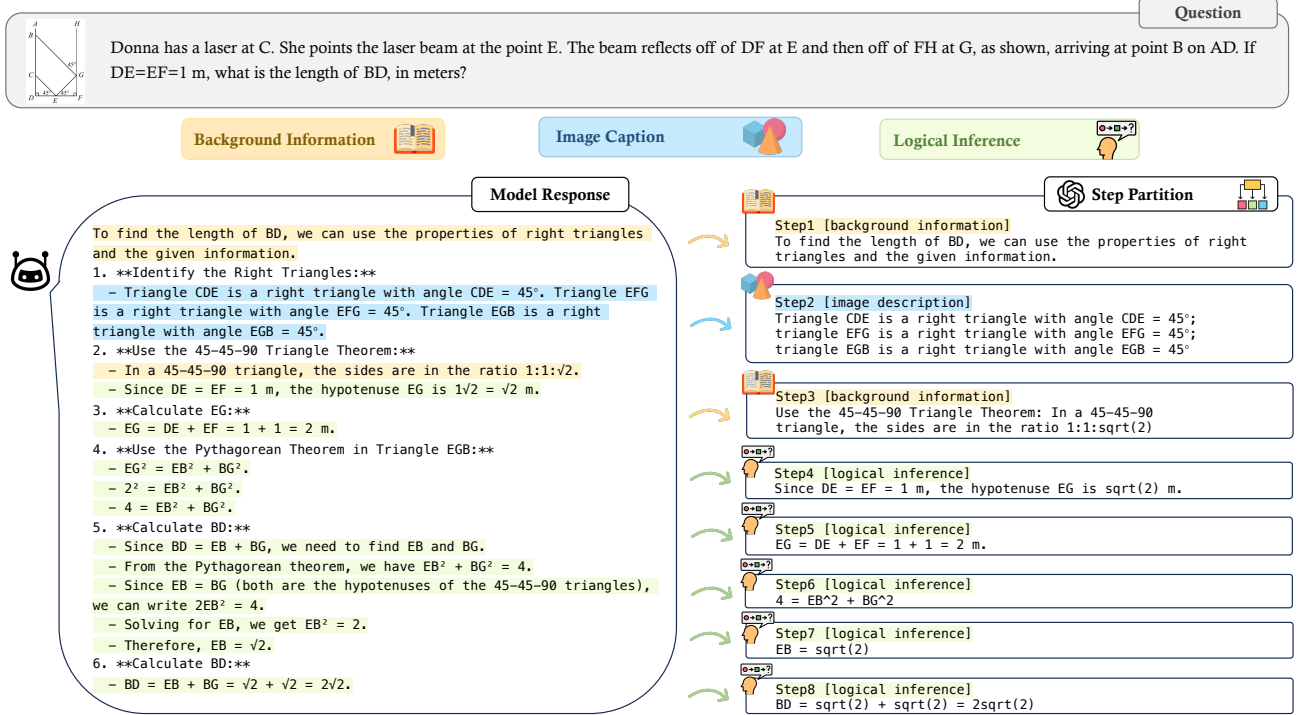 Question
A
H
B
45°
C
G
D
45°
45°
E
F
Donna has a laser at C. She points the laser beam at the point E. The beam reflects off of DF at E and then off of FH at G, as shown, arriving at point B on AD. If
DE=EF=1 m, what is the length of BD, in meters?
Background Information
Image Caption
Logical Inference
Model Response
To find the length of BD, we can use the properties of right triangles
and the given information.
1. **Identify the Right Triangles:**
– Triangle CDE is a right triangle with angle CDE = 45°. Triangle EFG
is a right triangle with angle EFG = 45°. Triangle EGB is a right
triangle with angle EGB = 45°.
2. **Use the 45–45–90 Triangle Theorem:**
– In a 45–45–90 triangle, the sides are in the ratio 1:1:√2.
– Since DE = EF = 1 m, the hypotenuse EG is 1√2 = √2 m.
3. **Calculate EG:**
– EG = DE + EF = 1 + 1 = 2 m.
4. **Use the Pythagorean Theorem in Triangle EGB:**
– EG² = EB² + BG².
– 2² = EB² + BG².
– 4 = EB² + BG².
5. **Calculate BD:**
– Since BD = EB + BG, we need to find EB and BG.
– From the Pythagorean theorem, we have EB² + BG² = 4.
– Since EB = BG (both are the hypotenuses of the 45–45–90 triangles),
we can write 2EB² = 4.
– Solving for EB, we get EB² = 2.
– Therefore, EB = √2.
6. **Calculate BD:**
– BD = EB + BG = √2 + √2 = 2√2.
Step Partition
Step1 [background information]
To find the length of BD, we can use the properties of right
triangles and the given information.
Step2 [image description]
Triangle CDE is a right triangle with angle CDE = 45°;
triangle EFG is a right triangle with angle EFG = 45°;
triangle EGB is a right triangle with angle EGB = 45°
Step3 [background information]
Use the 45-45-90 Triangle Theorem: In a 45-45-90
triangle, the sides are in the ratio 1:1:sqrt(2)
Step4 [logical inference]
Since DE = EF = 1 m, the hypotenuse EG is sqrt(2) m.
Step5 [logical inference]
EG = DE + EF = 1 + 1 = 2 m.
Step6 [logical inference]
4 = EB^2 + BG^2
Step7 [logical inference]
EB = sqrt(2)
Step8 [logical inference]
BD = sqrt(2) + sqrt(2) = 2sqrt(2)